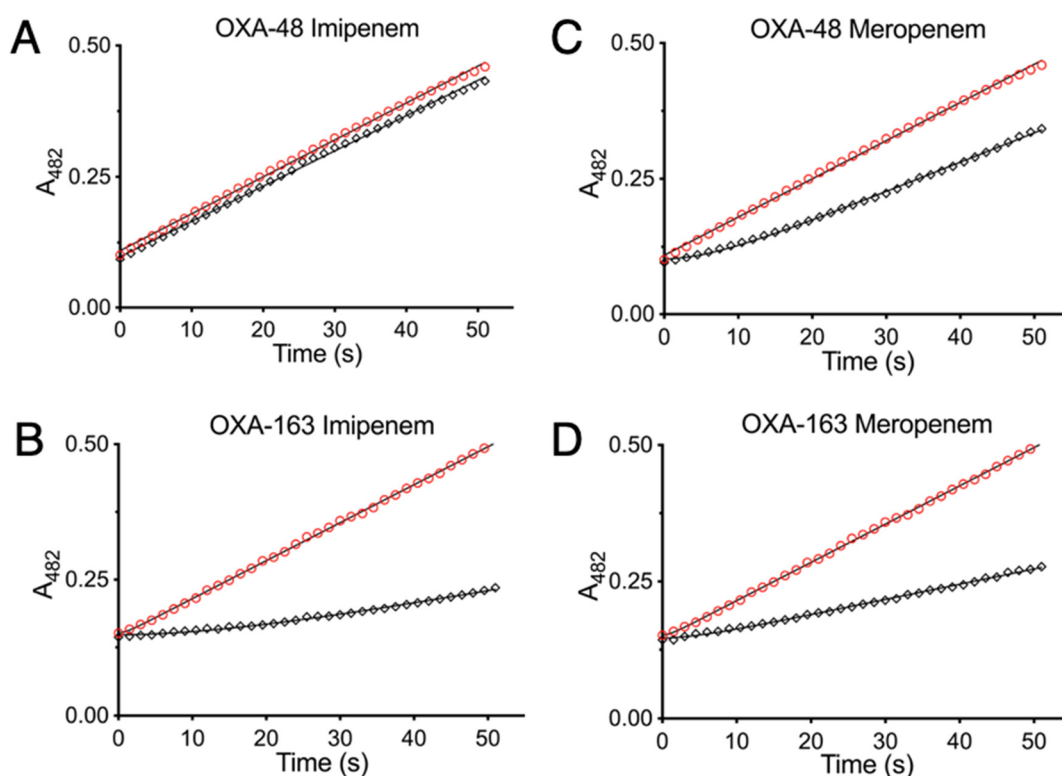 A
OXA-48 Imipenem
0.50
0.25
0.00
A482
0 10 20 30 40 50
Time (s)
C
OXA-48 Meropenem
0.50
0.25
0.00
A482
0 10 20 30 40 50
Time (s)
B
OXA-163 Imipenem
0.50
0.25
0.00
A482
0 10 20 30 40 50
Time (s)
D
OXA-163 Meropenem
0.50
0.25
0.00
A482
0 10 20 30 40 50
Time (s)